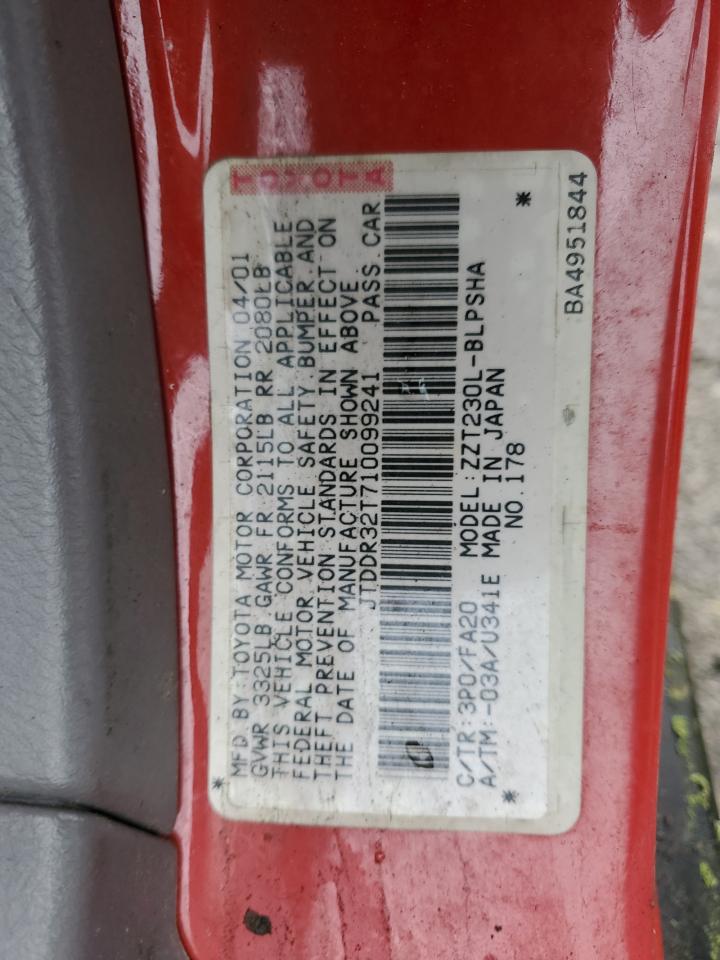 TOYOTA
MFD BY:TOYOTA MOTOR CORPORATION 04/01
GVWR 3325LB GAWR FR 2115LB RR 2080LB
THIS VEHICLE CONFORMS TO ALL APPLICABLE
FEDERAL MOTOR VEHICLE SAFETY BUMPER AND
THEFT PREVENTION STANDARDS IN EFFECT ON
THE DATE OF MANUFACTURE SHOWN ABOVE
JTDDR32T710099241 PASS CAR
C/TR:3P0/FA20 MODEL:ZZT230L-BLPSHA
A/TM:-03A/U341E MADE IN JAPAN
NO.178
BA4951844